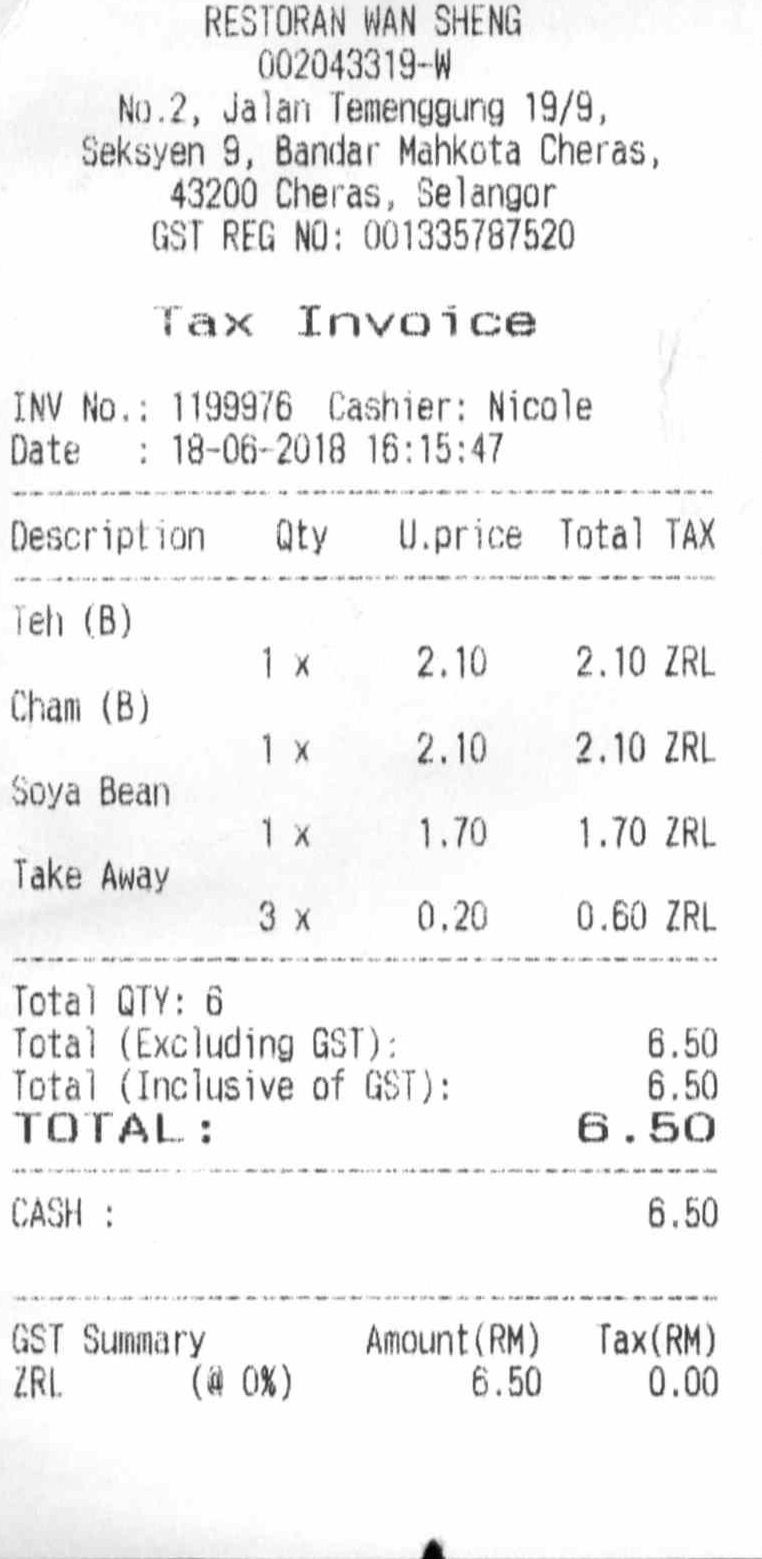 RESTORAN WAN SHENG
002043319-W
No.2, Jalan Temenggung 19/9,
Seksyen 9, Bandar Mahkota Cheras,
43200 Cheras, Selangor
GST REG NO: 001335787520
Tax Invoice
INV No.: 1199976 Cashier: Nicole
Date : 18-06-2018 16:15:47
Description Qty U.price Total TAX
Teh (B)
1 x 2.10 2.10 ZRL
Cham (B)
1 x 2.10 2.10 ZRL
Soya Bean
1 x 1.70 1.70 ZRL
Take Away
3 x 0.20 0.60 ZRL
Total QTY: 6
Total (Excluding GST): 6.50
Total (Inclusive of GST): 6.50
TOTAL: 6.50
CASH : 6.50
GST Summary Amount(RM) Tax(RM)
ZRL (@ 0%) 6.50 0.00